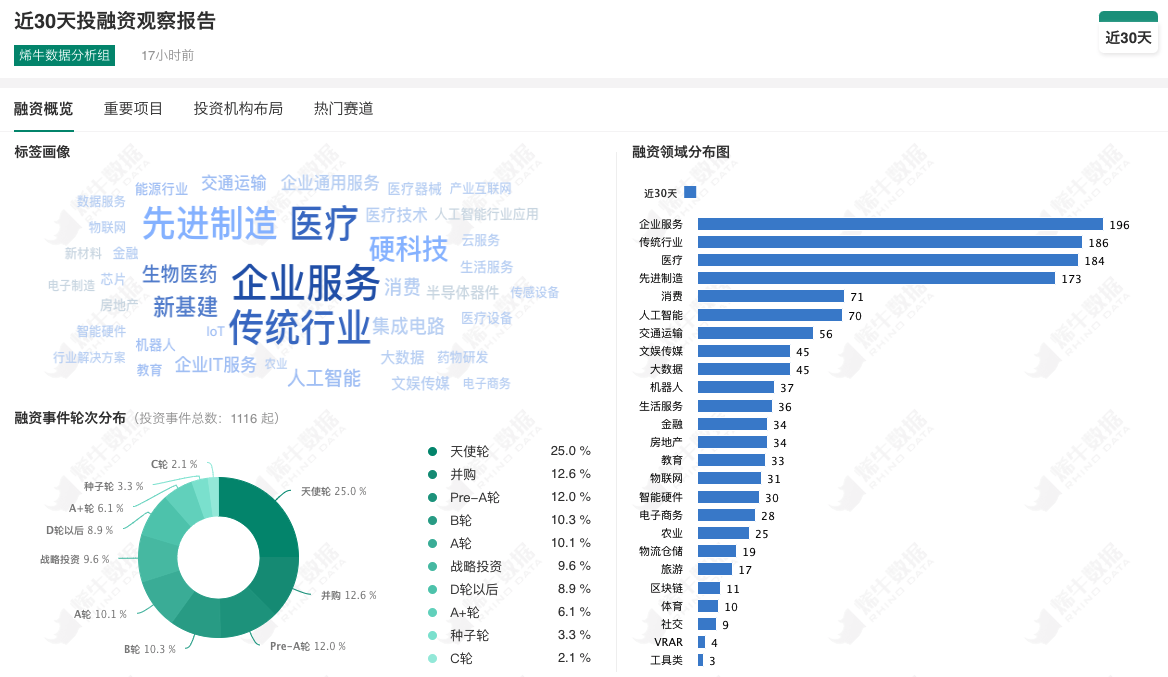 近30天投融资观察报告
烯牛数据分析组 17小时前
近30天
融资概览 重要项目 投资机构布局 热门赛道
标签画像
能源行业 交通运输 企业通用服务 医疗器械 产业互联网
数据服务
先进制造 医疗 医疗技术 人工智能行业应用
物联网
硬科技 云服务
新材料 金融
生物医药 企业服务 生活服务
电子制造 芯片 消费 半导体器件 传感设备
房地产 新基建
智能硬件 IoT 传统行业 集成电路 医疗设备
机器人
行业解决方案 大数据 药物研发
教育 企业IT服务 农业 人工智能
文娱传媒 电子商务
融资事件轮次分布（投资事件总数：1116 起）
C轮 2.1 %
种子轮 3.3 %
A+轮 6.1 %
D轮以后 8.9 %
战略投资 9.6 %
A轮 10.1 %
B轮 10.3 %
天使轮 25.0 %
并购 12.6 %
Pre-A轮 12.0 %
天使轮 25.0 %
并购 12.6 %
Pre-A轮 12.0 %
B轮 10.3 %
A轮 10.1 %
战略投资 9.6 %
D轮以后 8.9 %
A+轮 6.1 %
种子轮 3.3 %
C轮 2.1 %
融资领域分布图
近30天
企业服务 196
传统行业 186
医疗 184
先进制造 173
消费 71
人工智能 70
交通运输 56
文娱传媒 45
大数据 45
机器人 37
生活服务 36
金融 34
房地产 34
教育 33
物联网 31
智能硬件 30
电子商务 28
农业 25
物流仓储 19
旅游 17
区块链 11
体育 10
社交 9
VRAR 4
工具类 3
烯牛数据
RHINO DATA